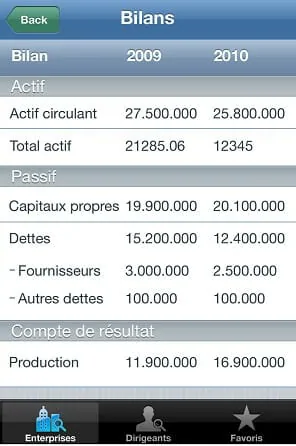 Back
Bilans
Bilan 2009 2010
Actif
Actif circulant 27.500.000 25.800.000
Total actif 21285.06 12345
Passif
Capitaux propres 19.900.000 20.100.000
Dettes 15.200.000 12.400.000
- Fournisseurs 3.000.000 2.500.000
- Autres dettes 100.000 100.000
Compte de résultat
Production 11.900.000 16.900.000
Enterprises Dirigeants Favoris